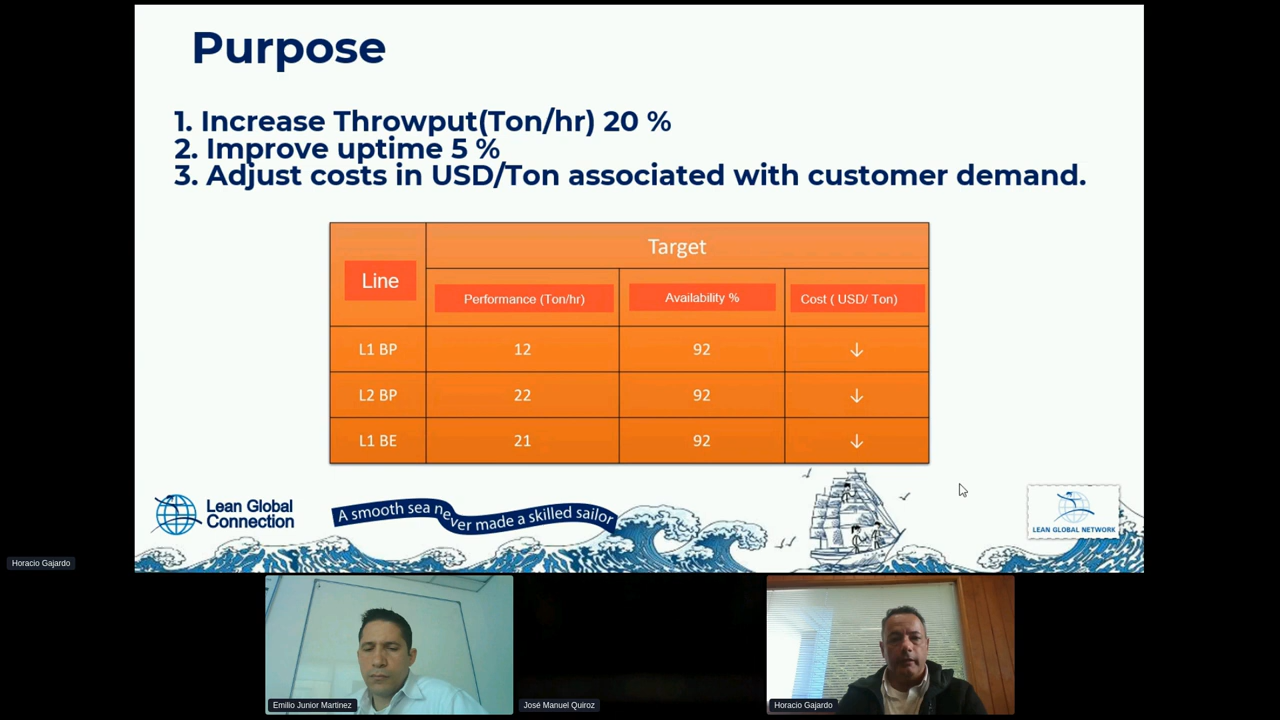 Purpose
1. Increase Throwput(Ton/hr) 20 %
2. Improve uptime 5 %
3. Adjust costs in USD/Ton associated with customer demand.
Line
Target
Performance (Ton/hr)
Availability %
Cost ( USD/ Ton)
L1 BP
12
92
↓
L2 BP
22
92
↓
L1 BE
21
92
↓
Lean Global
Connection
A smooth sea never made a skilled sailor
LEAN GLOBAL NETWORK
Horacio Gajardo
Emilio Junior Martinez
José Manuel Quiroz
Horacio Gajardo